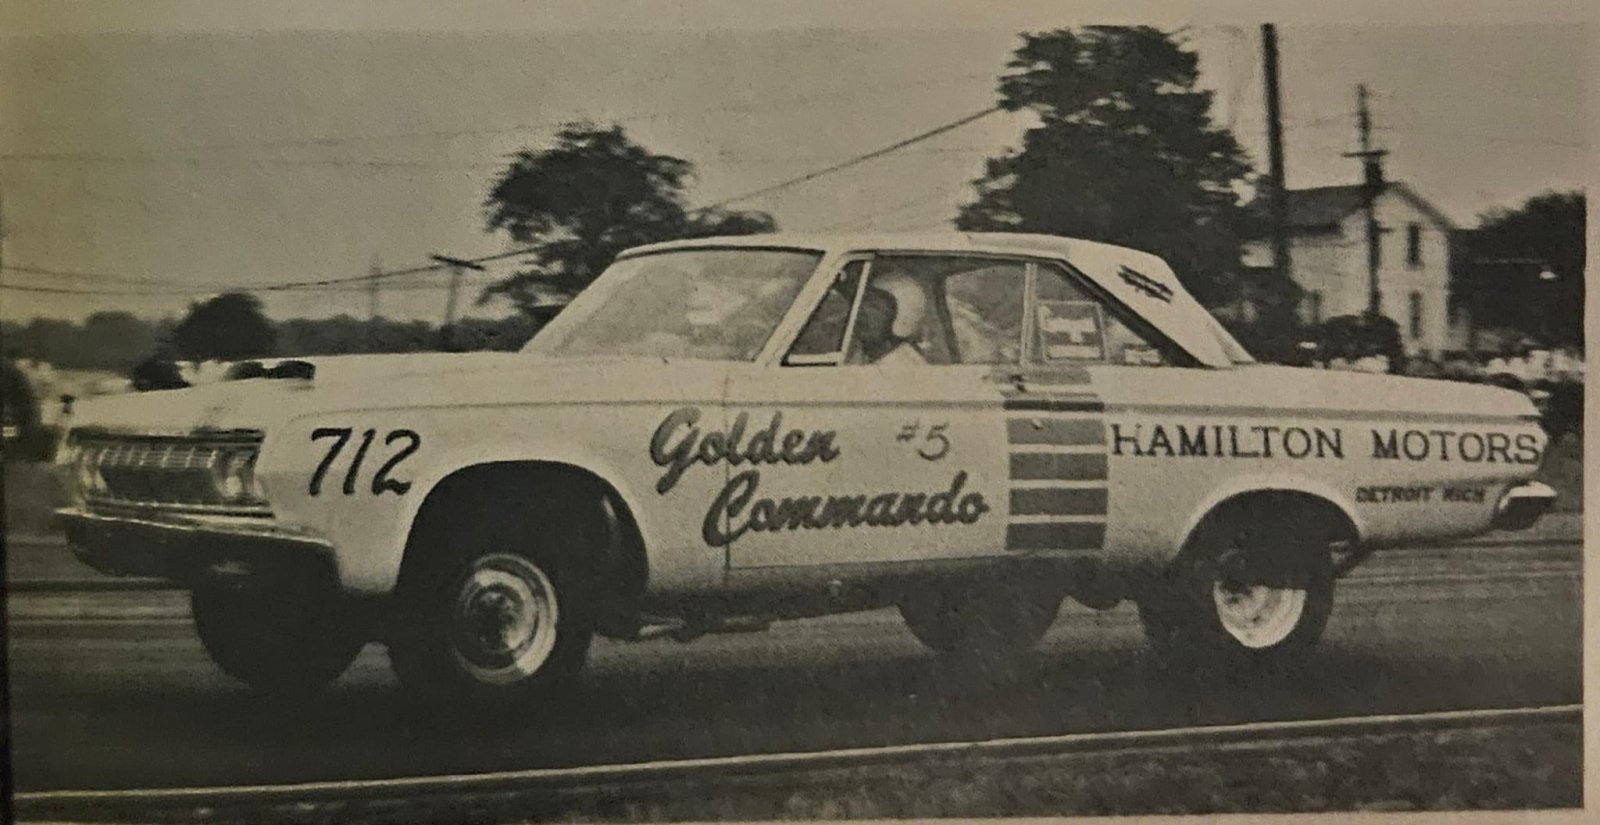 712
Golden #5
Commando
HAMILTON MOTORS
DETROIT MICH